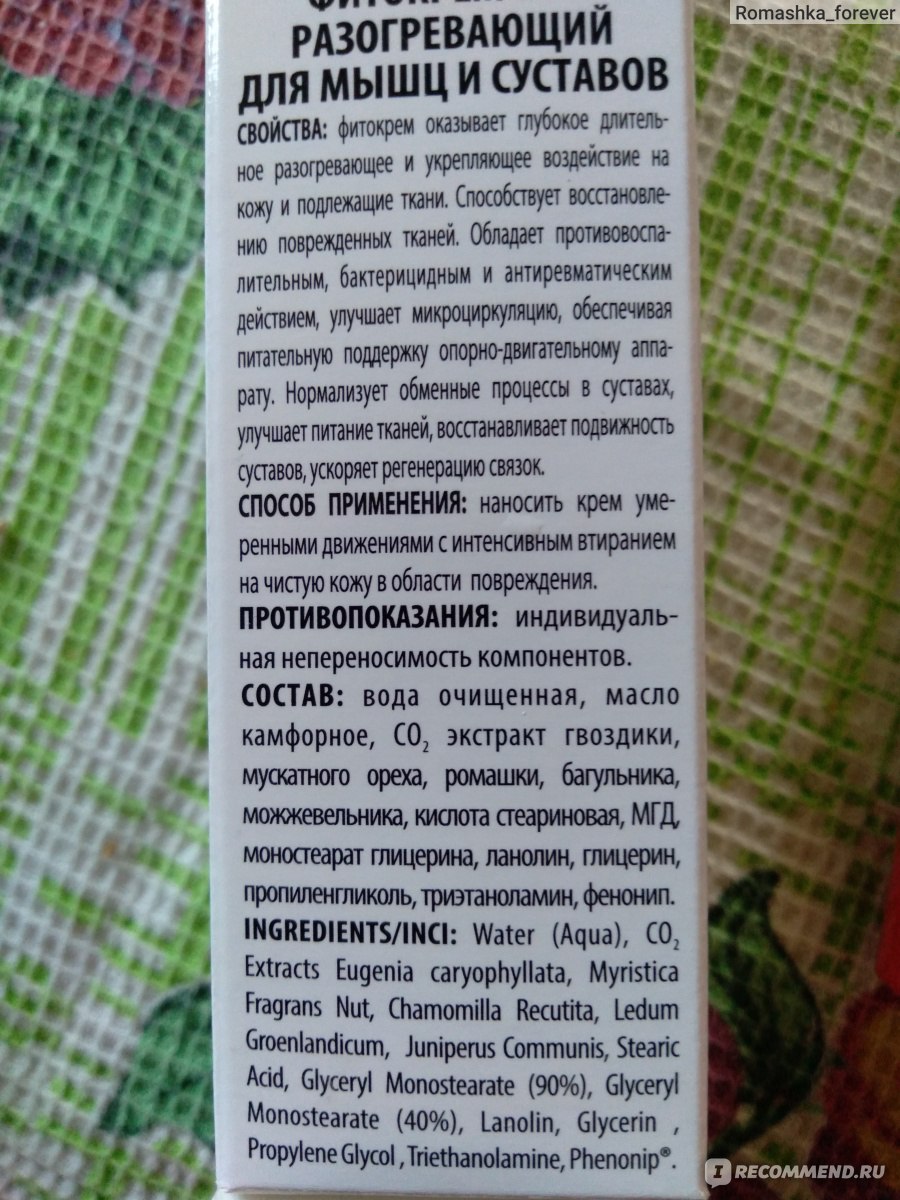 Romashka_forever
РАЗОГРЕВАЮЩИЙ
ДЛЯ МЫШЦ И СУСТАВОВ
СВОЙСТВА: фитокрем оказывает глубокое длитель-
ное разогревающее и укрепляющее воздействие на
кожу и подлежащие ткани. Способствует восстановле-
нию поврежденных тканей. Обладает противовоспа-
лительным, бактерицидным и антиревматическим
действием, улучшает микроциркуляцию, обеспечивая
питательную поддержку опорно-двигательному аппа-
рату. Нормализует обменные процессы в суставах,
улучшает питание тканей, восстанавливает подвижность
суставов, ускоряет регенерацию связок.
СПОСОБ ПРИМЕНЕНИЯ: наносить крем уме-
ренными движениями с интенсивным втиранием
на чистую кожу в области повреждения.
ПРОТИВОПОКАЗАНИЯ: индивидуаль-
ная непереносимость компонентов.
СОСТАВ: вода очищенная, масло
камфорное, CO₂ экстракт гвоздики,
мускатного ореха, ромашки, багульника,
можжевельника, кислота стеариновая, МГД,
моностеарат глицерина, ланолин, глицерин,
пропиленгликоль, триэтаноламин, фенонип.
INGREDIENTS/INCI: Water (Aqua), CO₂
Extracts Eugenia caryophyllata, Myristica
Fragrans Nut, Chamomilla Recutita, Ledum
Groenlandicum, Juniperus Communis, Stearic
Acid, Glyceryl Monostearate (90%), Glyceryl
Monostearate (40%), Lanolin, Glycerin ,
Propylene Glycol , Triethanolamine, Phenonip®.
IRECOMMEND.RU